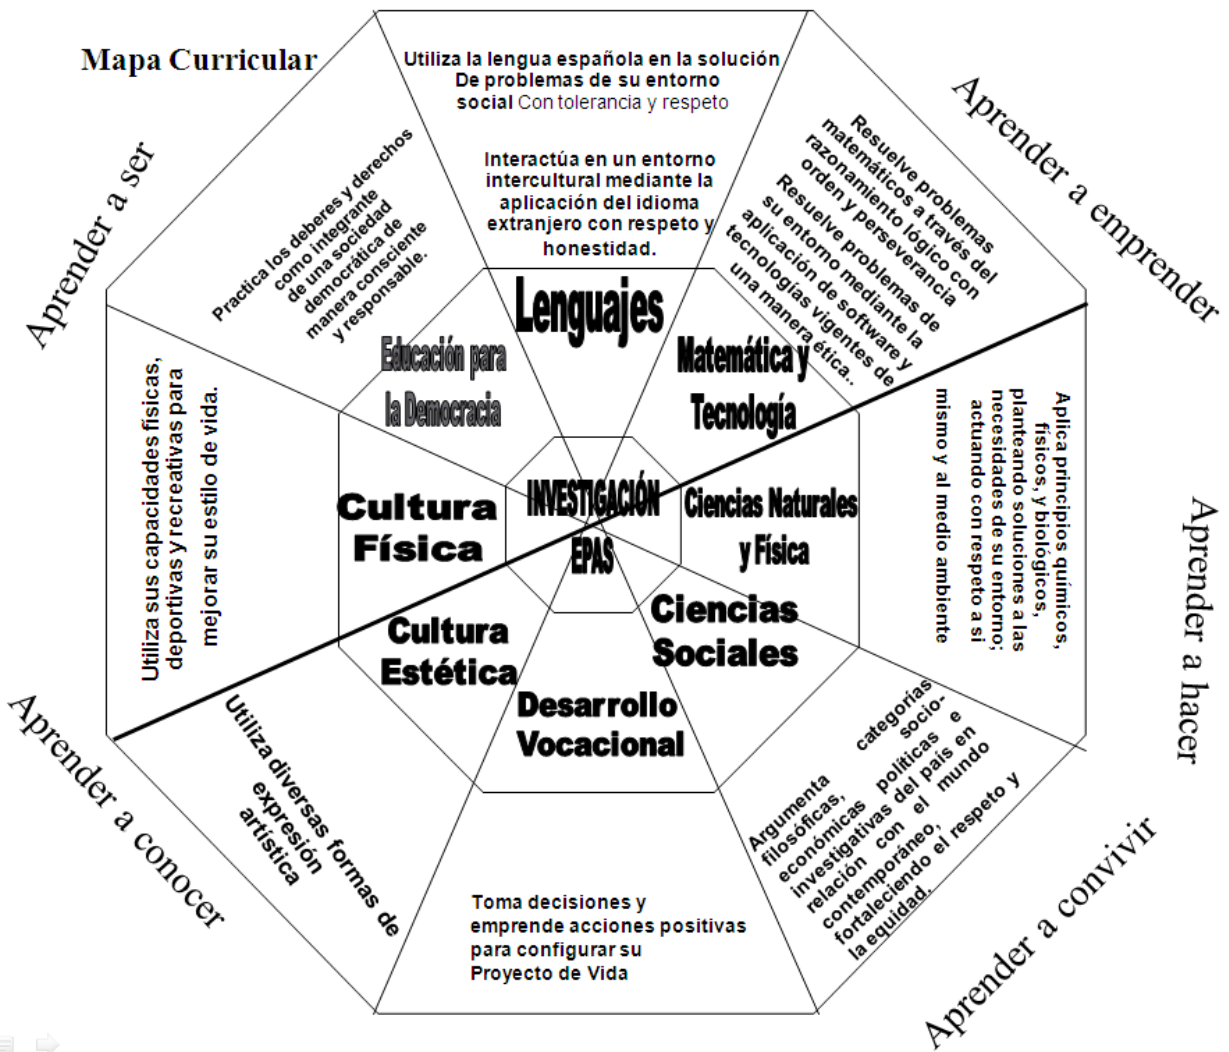 Mapa Curricular
Utiliza la lengua española en la solución
De problemas de su entorno
social Con tolerancia y respeto
Interactúa en un entorno
intercultural mediante la
aplicación del idioma
extranjero con respeto y
honestidad.
Lenguajes
Aprender a emprender
Resuelve problemas
matemáticos a través del
razonamiento lógico con
orden y perseverancia
Resuelve problemas de
su entorno mediante la
aplicación de software y
tecnologías vigentes de
una manera ética..
Matemática y
Tecnología
Aplica principios químicos,
físicos, y biológicos,
planteando soluciones a las
necesidades de su entorno;
actuando con respeto a si
mismo y al medio ambiente
Ciencias Naturales
y Física
Aprender a hacer
categorías
socio-
Argumenta
filosóficas,
económicas políticas e
investigativas del país en
relación con el mundo
contemporáneo,
fortaleciendo el respeto y
la equidad.
Ciencias
Sociales
Aprender a convivir
Desarrollo
Vocacional
Toma decisiones y
emprende acciones positivas
para configurar su
Proyecto de Vida
Cultura
Estética
Utiliza diversas formas de
expresión
artística
Aprender a conocer
Cultura
Física
Utiliza sus capacidades físicas,
deportivas y recreativas para
mejorar su estilo de vida.
Aprender a ser
Practica los deberes y derechos
como integrante
de una sociedad
democrática de
manera consciente
y responsable.
Educación para
la Democracia
INVESTIGACIÓN
EPAS